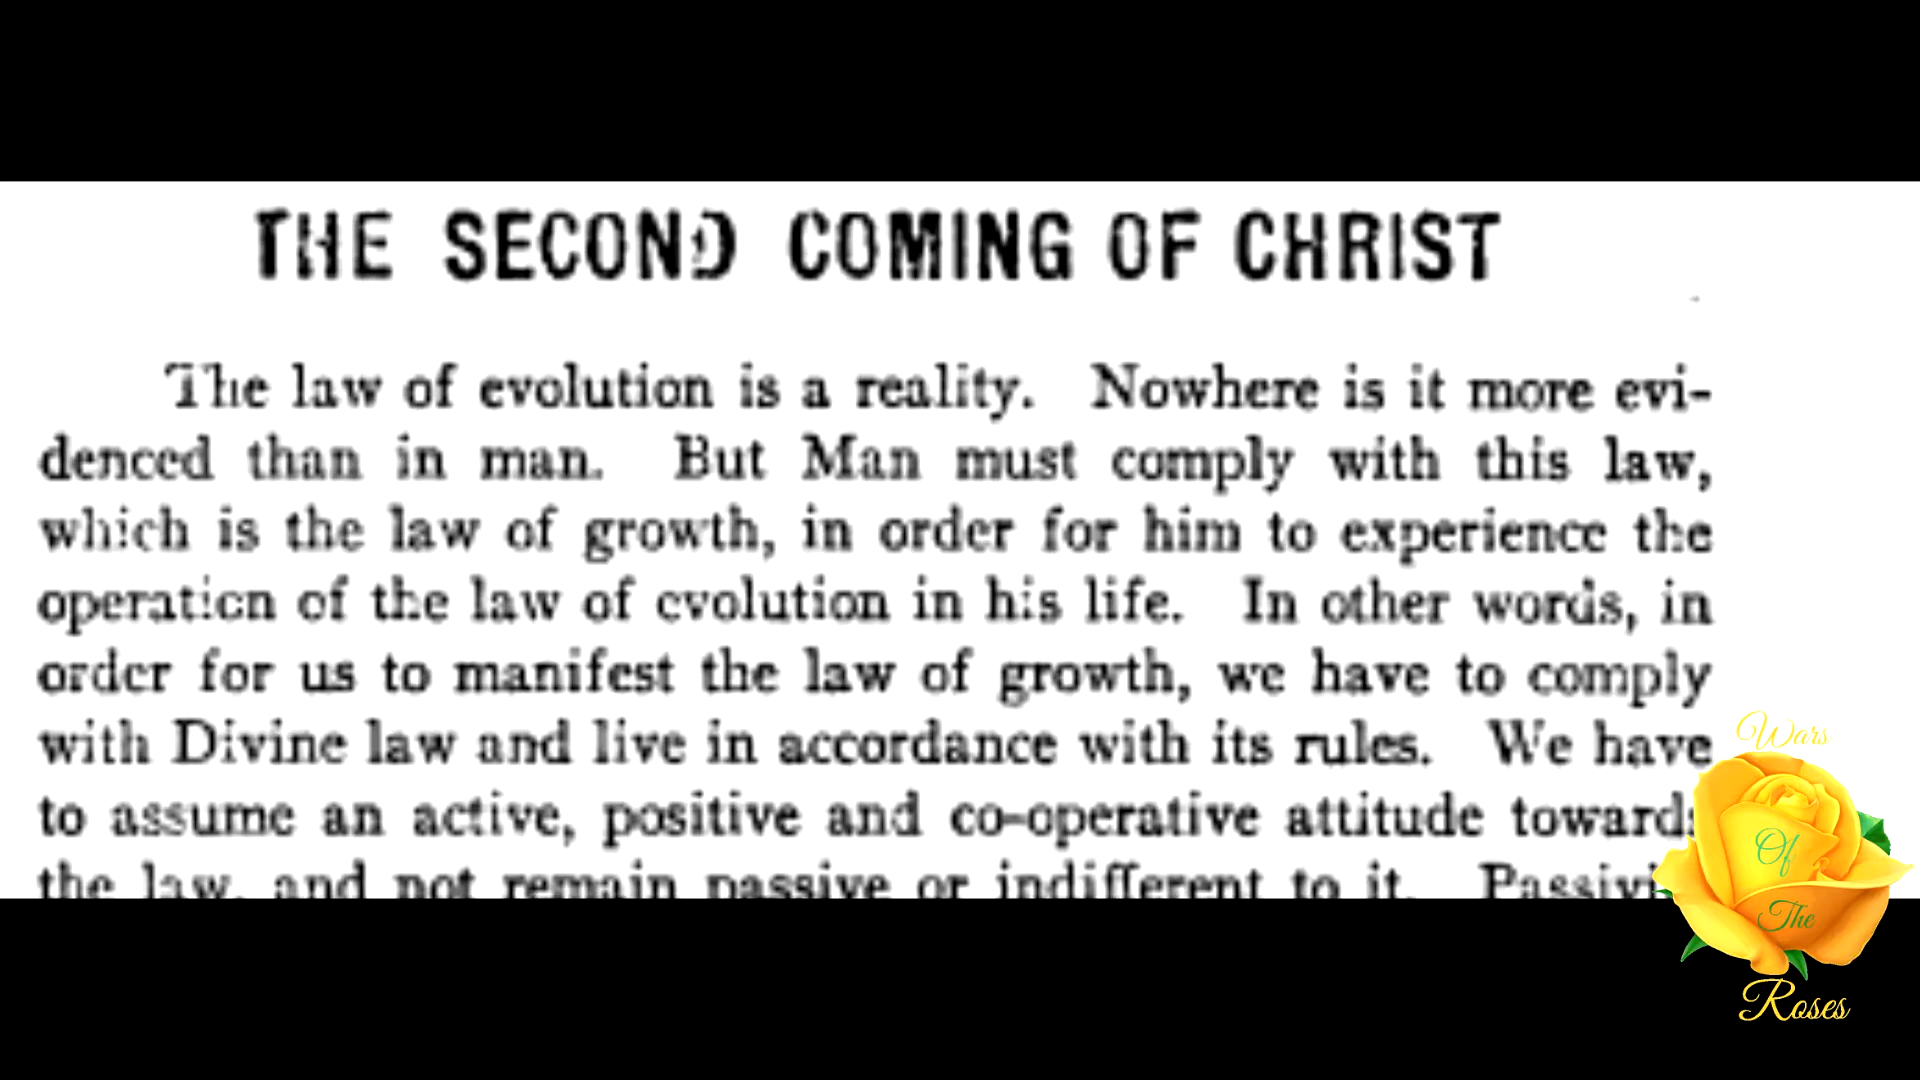 THE SECOND COMING OF CHRIST
The law of evolution is a reality. Nowhere is it more evi-
denced than in man. But Man must comply with this law,
which is the law of growth, in order for him to experience the
operation of the law of evolution in his life. In other words, in
order for us to manifest the law of growth, we have to comply
with Divine law and live in accordance with its rules. We have
to assume an active, positive and co-operative attitude towards
the law, and not remain passive or indifferent to it.
Wars
Of
The
Roses